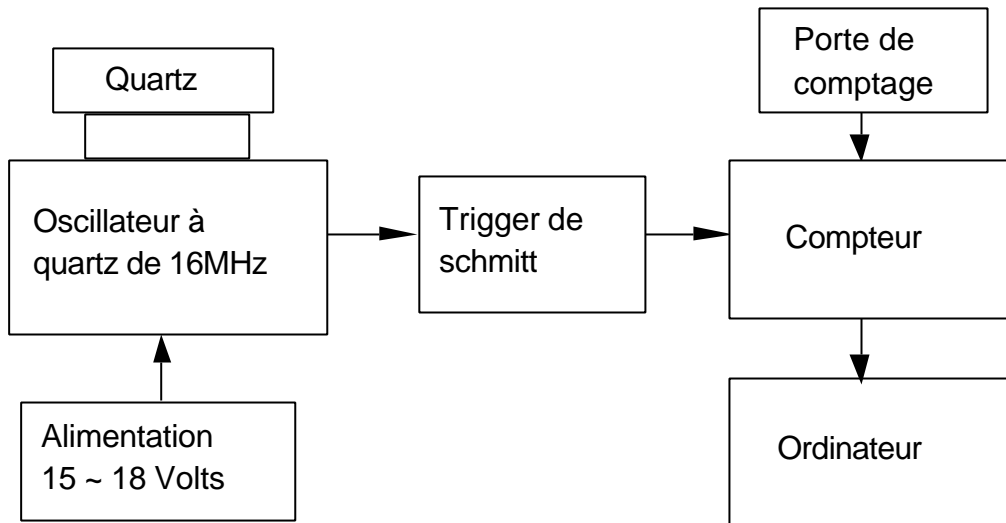 Quartz
Oscillateur à
quartz de 16MHz
Alimentation
15 ~ 18 Volts
Trigger de
schmitt
Porte de
comptage
Compteur
Ordinateur